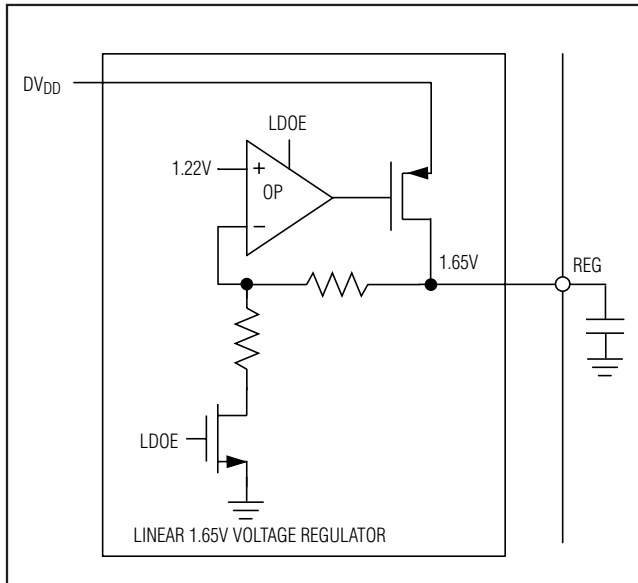 DVDD
LDOE
1.22V
+
OP
−
1.65V
REG
LDOE
LINEAR 1.65V VOLTAGE REGULATOR